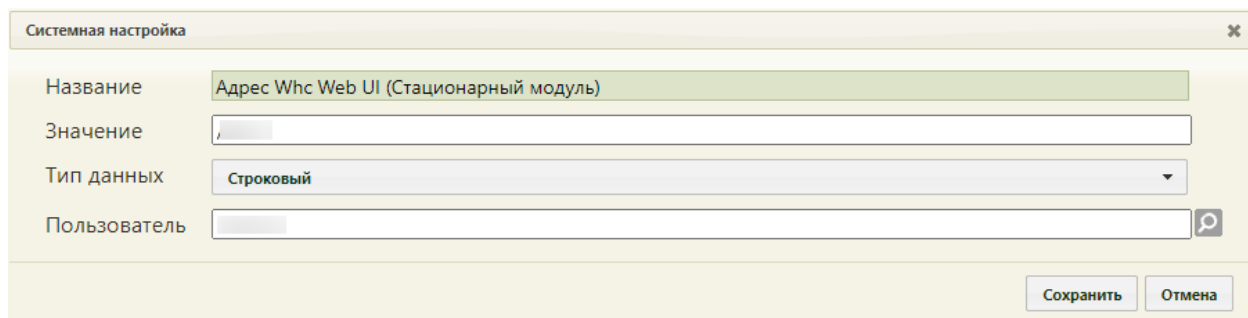 Системная настройка
Название
Адрес Whc Web UI (Стационарный модуль)
Значение
Тип данных
Строковый
Пользователь
Сохранить Отмена